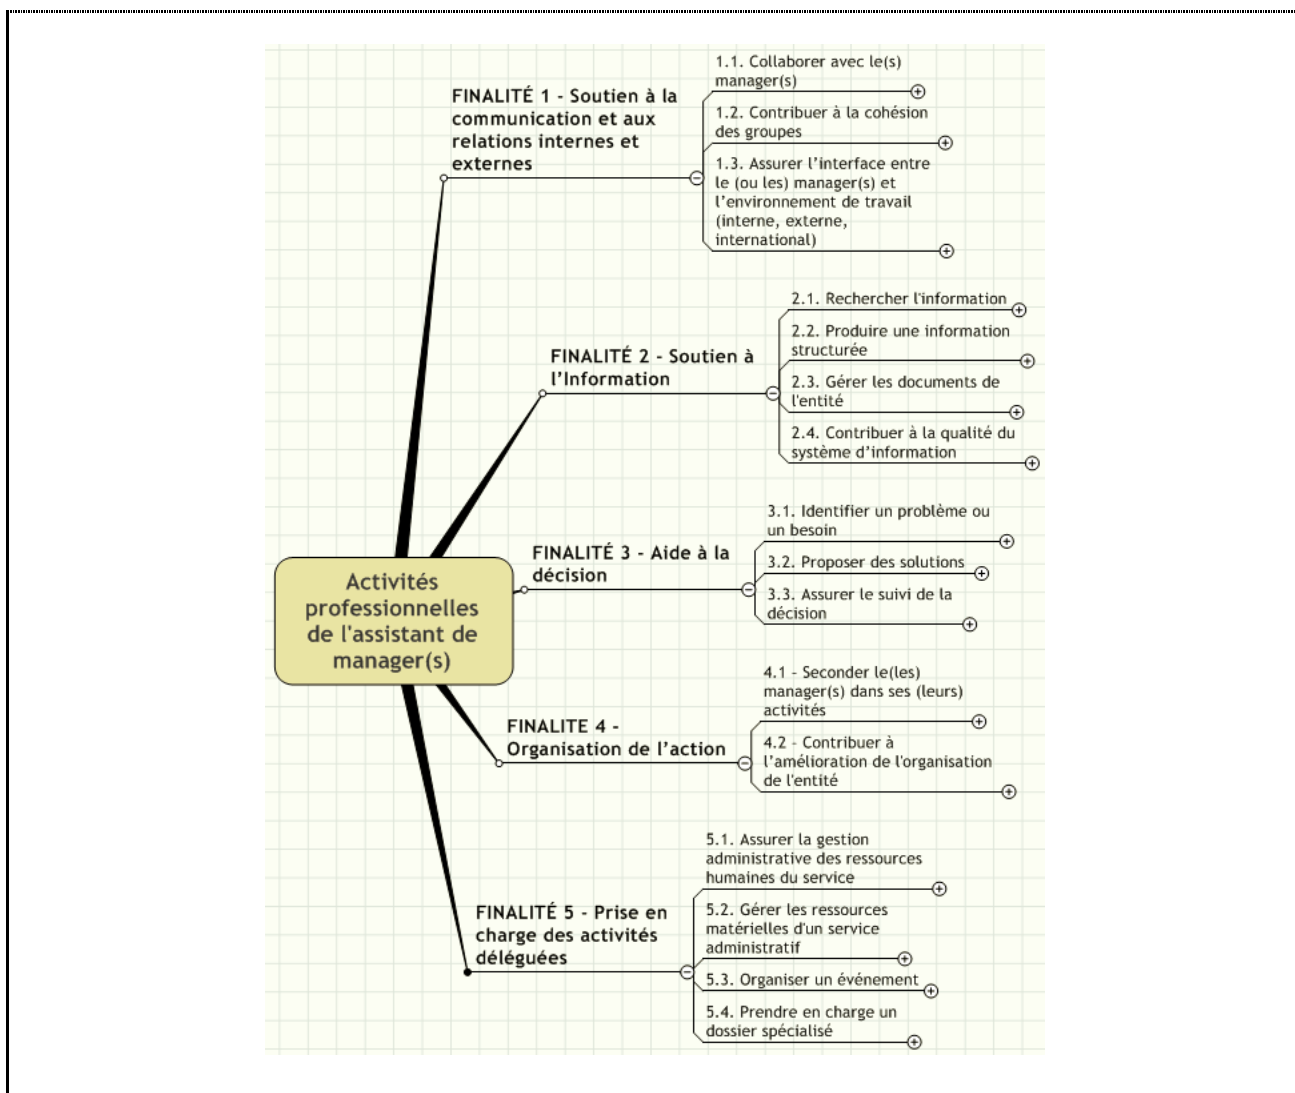 FINALITÉ 1 - Soutien à la
communication et aux
relations internes et
externes
1.1. Collaborer avec le(s)
manager(s)
1.2. Contribuer à la cohésion
des groupes
1.3. Assurer l’interface entre
le (ou les) manager(s) et
l’environnement de travail
(interne, externe,
international)
FINALITÉ 2 - Soutien à
l’Information
2.1. Rechercher l'information
2.2. Produire une information
structurée
2.3. Gérer les documents de
l'entité
2.4. Contribuer à la qualité du
système d’information
Activités
professionnelles
de l'assistant de
manager(s)
FINALITÉ 3 - Aide à la
décision
3.1. Identifier un problème ou
un besoin
3.2. Proposer des solutions
3.3. Assurer le suivi de la
décision
FINALITE 4 -
Organisation de l’action
4.1 - Seconder le(les)
manager(s) dans ses (leurs)
activités
4.2 - Contribuer à
l’amélioration de l'organisation
de l'entité
FINALITÉ 5 - Prise en
charge des activités
déléguées
5.1. Assurer la gestion
administrative des ressources
humaines du service
5.2. Gérer les ressources
matérielles d'un service
administratif
5.3. Organiser un événement
5.4. Prendre en charge un
dossier spécialisé